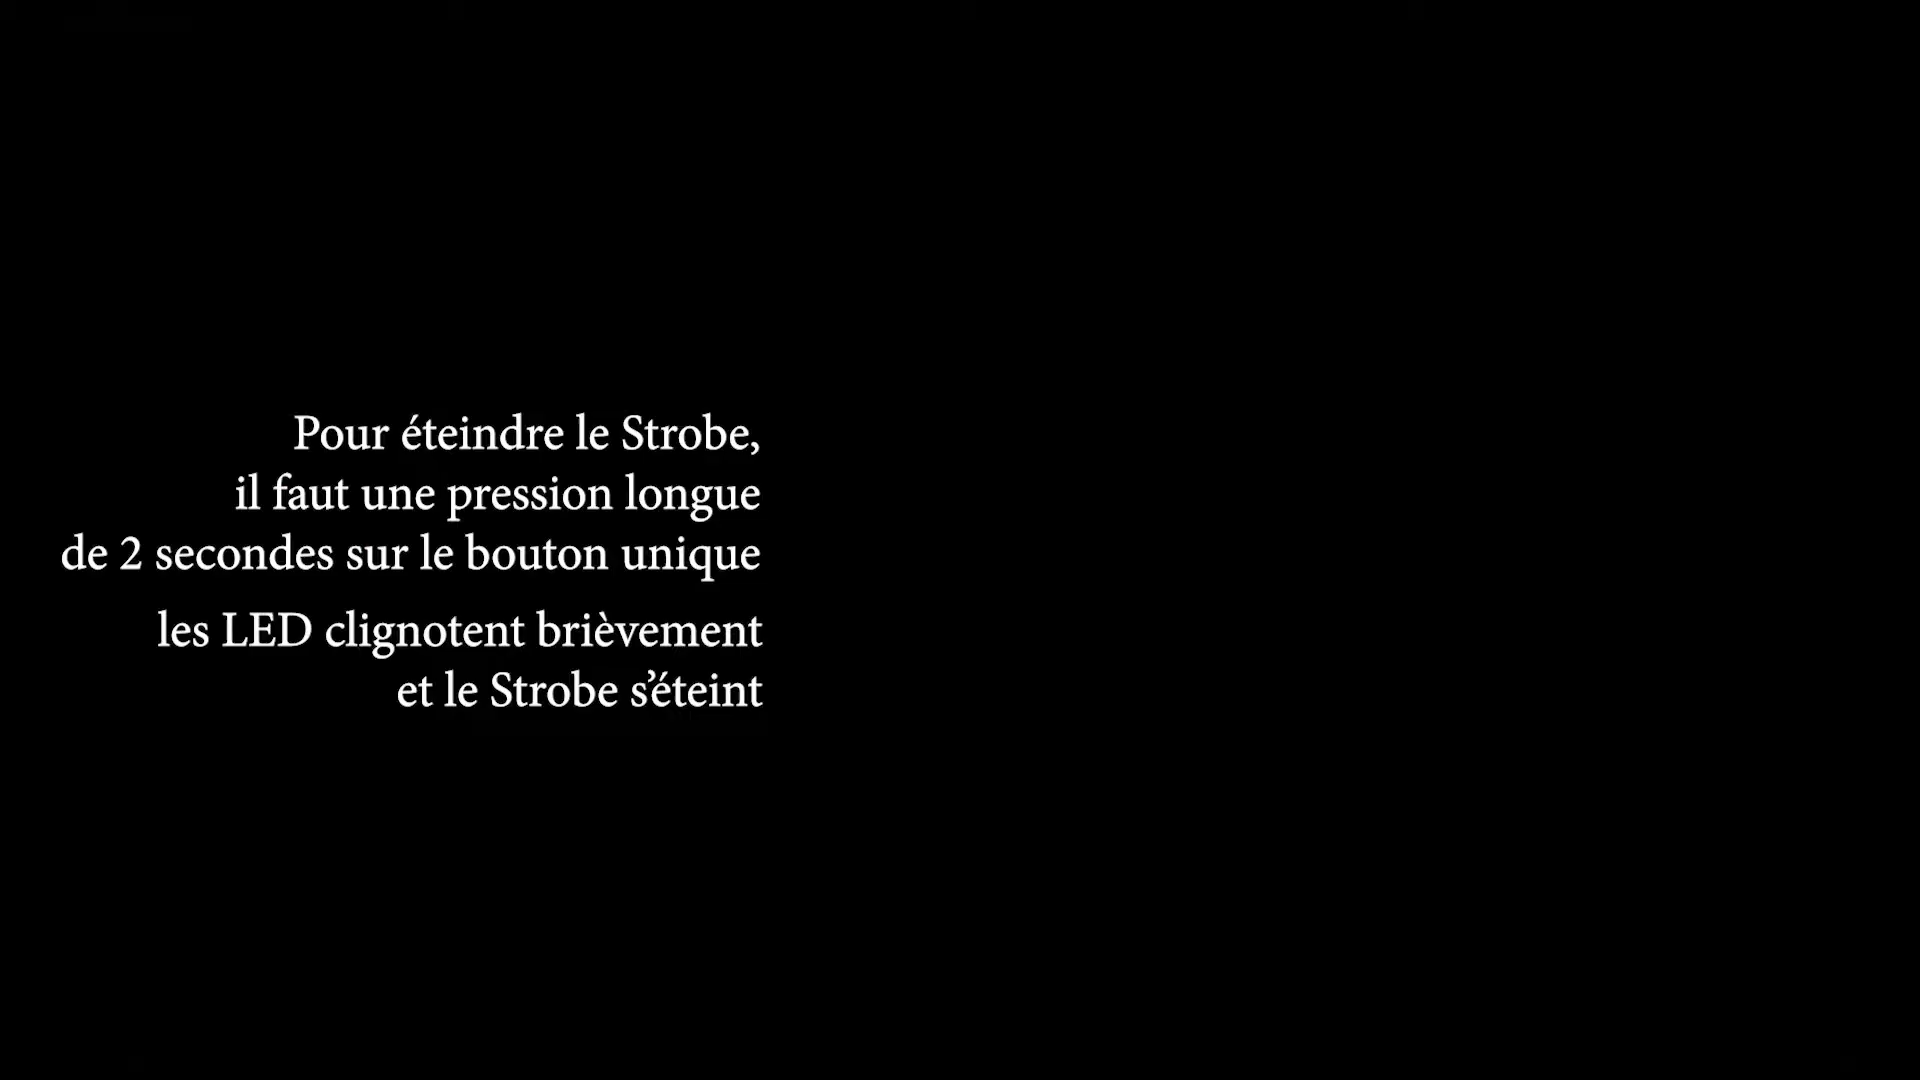 Pour éteindre le Strobe,
il faut une pression longue
de 2 secondes sur le bouton unique
les LED clignotent brièvement
et le Strobe s’éteint